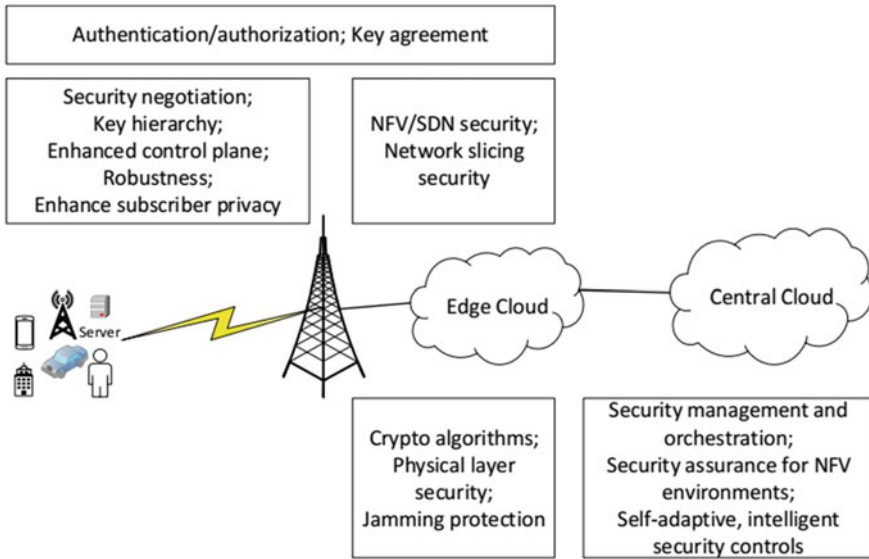 Authentication/authorization; Key agreement
Security negotiation;
Key hierarchy;
Enhanced control plane;
Robustness;
Enhance subscriber privacy
NFV/SDN security;
Network slicing
security
Server
Edge Cloud
Central Cloud
Crypto algorithms;
Physical layer
security;
Jamming protection
Security management and
orchestration;
Security assurance for NFV
environments;
Self-adaptive, intelligent
security controls